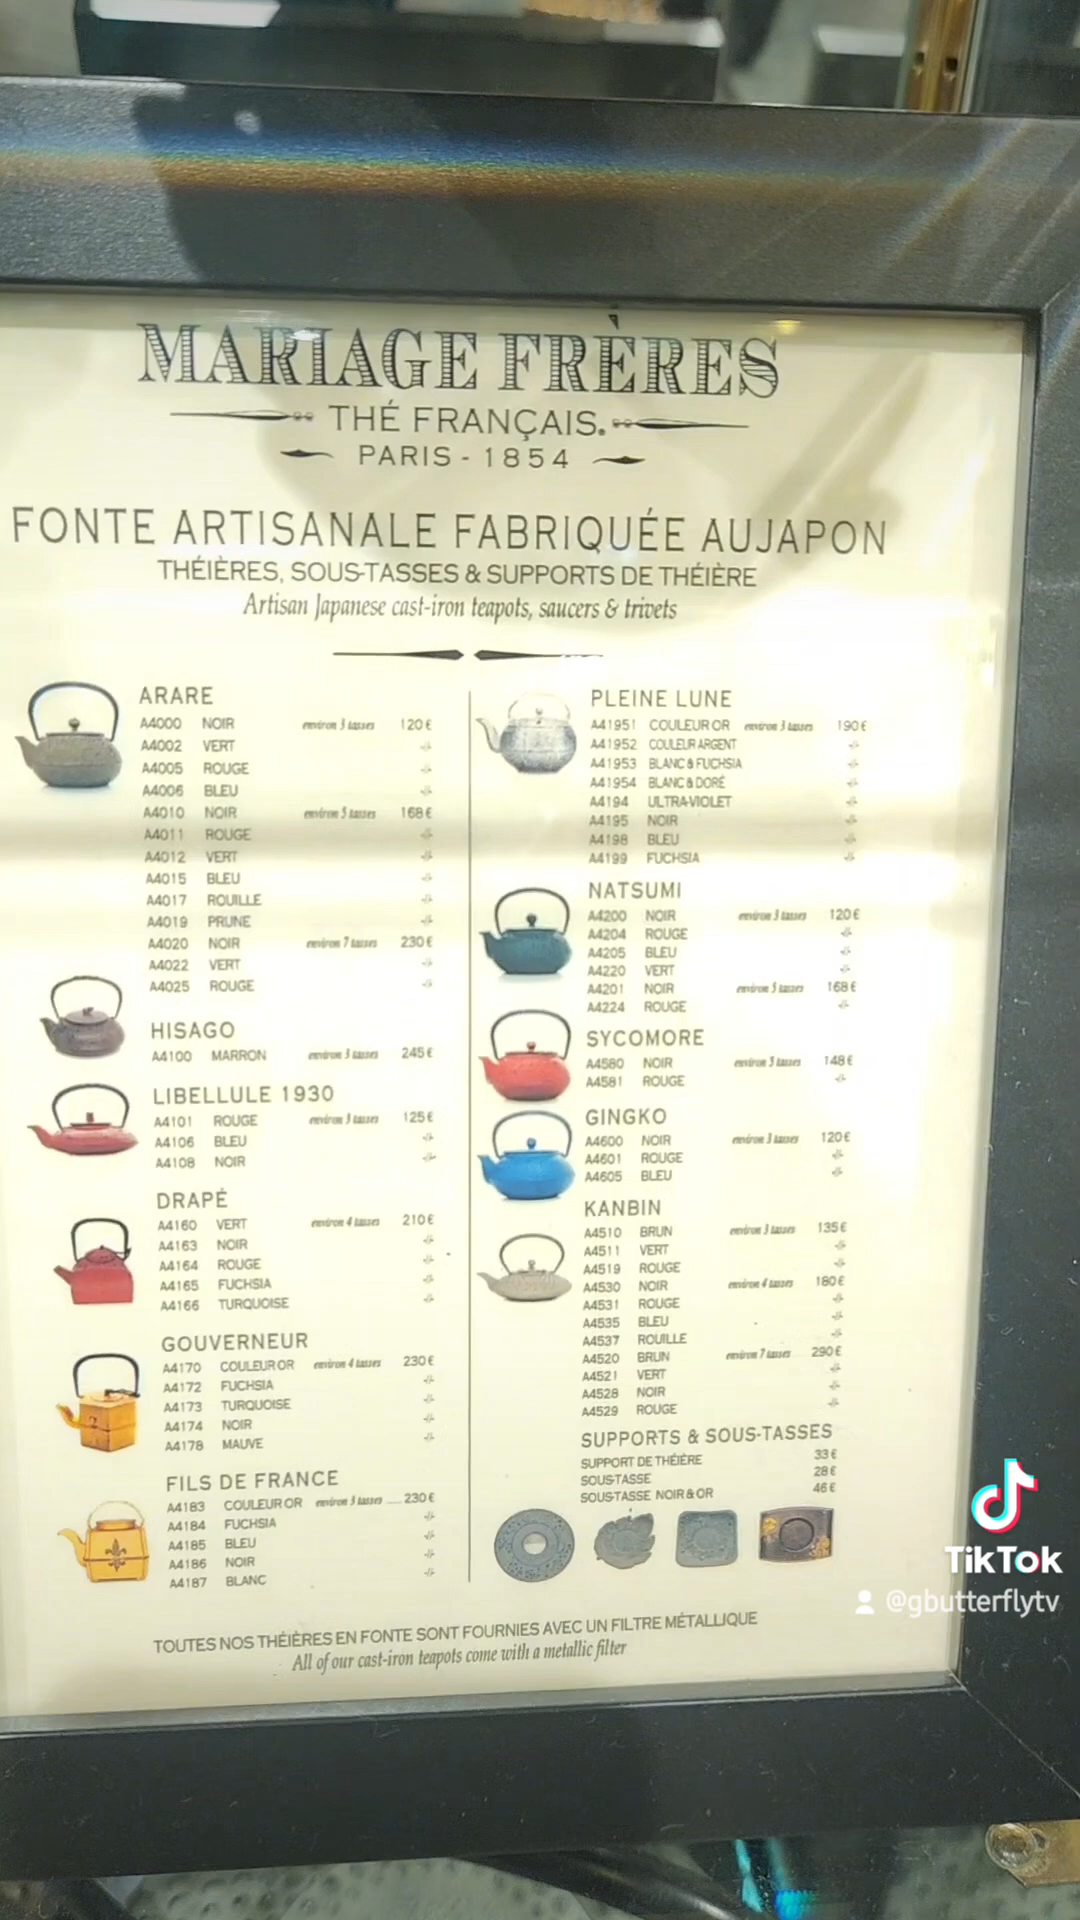 MARIAGE FRÈRES
THÉ FRANÇAIS.
PARIS - 1854
FONTE ARTISANALE FABRIQUÉE AU JAPON
THÉIÈRES, SOUS-TASSES & SUPPORTS DE THÉIÈRE
Artisan Japanese cast-iron teapots, saucers & trivets
ARARE
A4000 NOIR environ 3 tasses 120 €
A4002 VERT
A4005 ROUGE
A4006 BLEU
A4010 NOIR environ 5 tasses 168 €
A4011 ROUGE
A4012 VERT
A4015 BLEU
A4017 ROUILLE
A4019 PRUNE
A4020 NOIR environ 7 tasses 230 €
A4022 VERT
A4025 ROUGE
HISAGO
A4100 MARRON environ 3 tasses 245 €
LIBELLULE 1930
A4101 ROUGE environ 3 tasses 125 €
A4106 BLEU
A4108 NOIR
DRAPÉ
A4160 VERT environ 4 tasses 210 €
A4163 NOIR
A4164 ROUGE
A4165 FUCHSIA
A4166 TURQUOISE
GOUVERNEUR
A4170 COULEUR OR environ 4 tasses 230 €
A4172 FUCHSIA
A4173 TURQUOISE
A4174 NOIR
A4178 MAUVE
FILS DE FRANCE
A4183 COULEUR OR environ 3 tasses .... 230 €
A4184 FUCHSIA
A4185 BLEU
A4186 NOIR
A4187 BLANC
PLEINE LUNE
A41951 COULEUR OR environ 3 tasses 190 €
A41952 COULEUR ARGENT
A41953 BLANC & FUCHSIA
A41954 BLANC & DORÉ
A4194 ULTRA-VIOLET
A4195 NOIR
A4198 BLEU
A4199 FUCHSIA
NATSUMI
A4200 NOIR environ 3 tasses 120 €
A4204 ROUGE
A4205 BLEU
A4220 VERT
A4201 NOIR environ 5 tasses 168 €
A4224 ROUGE
SYCOMORE
A4580 NOIR environ 5 tasses 148 €
A4581 ROUGE
GINGKO
A4600 NOIR environ 3 tasses 120 €
A4601 ROUGE
A4605 BLEU
KANBIN
A4510 BRUN environ 3 tasses 135 €
A4511 VERT
A4519 ROUGE
A4530 NOIR environ 4 tasses 180 €
A4531 ROUGE
A4535 BLEU
A4537 ROUILLE
A4520 BRUN environ 7 tasses 290 €
A4521 VERT
A4528 NOIR
A4529 ROUGE
SUPPORTS & SOUS-TASSES
SUPPORT DE THÉIÈRE 33 €
SOUS-TASSE 28 €
SOUS-TASSE NOIR & OR 46 €
TOUTES NOS THÉIÈRES EN FONTE SONT FOURNIES AVEC UN FILTRE MÉTALLIQUE
All of our cast-iron teapots come with a metallic filter
TikTok
@gbutterflytv